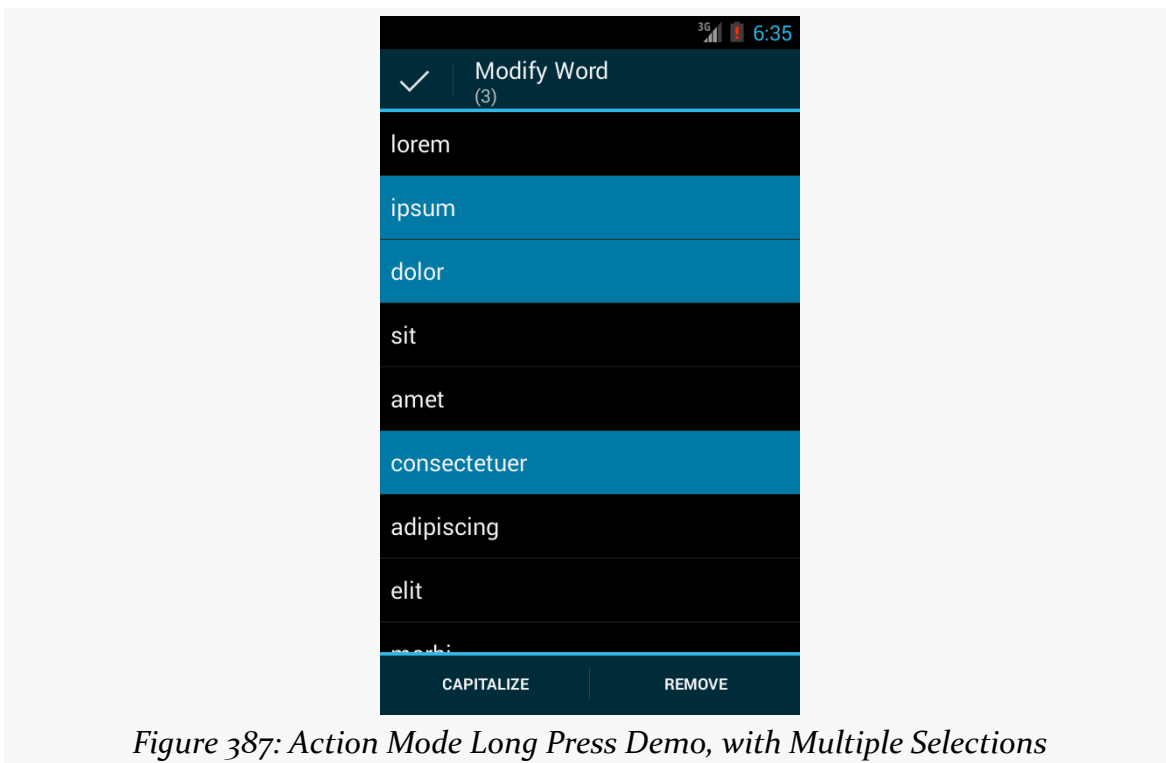 3G 6:35
Modify Word
(3)
lorem
ipsum
dolor
sit
amet
consectetuer
adipiscing
elit
morbi
CAPITALIZE REMOVE
Figure 387: Action Mode Long Press Demo, with Multiple Selections